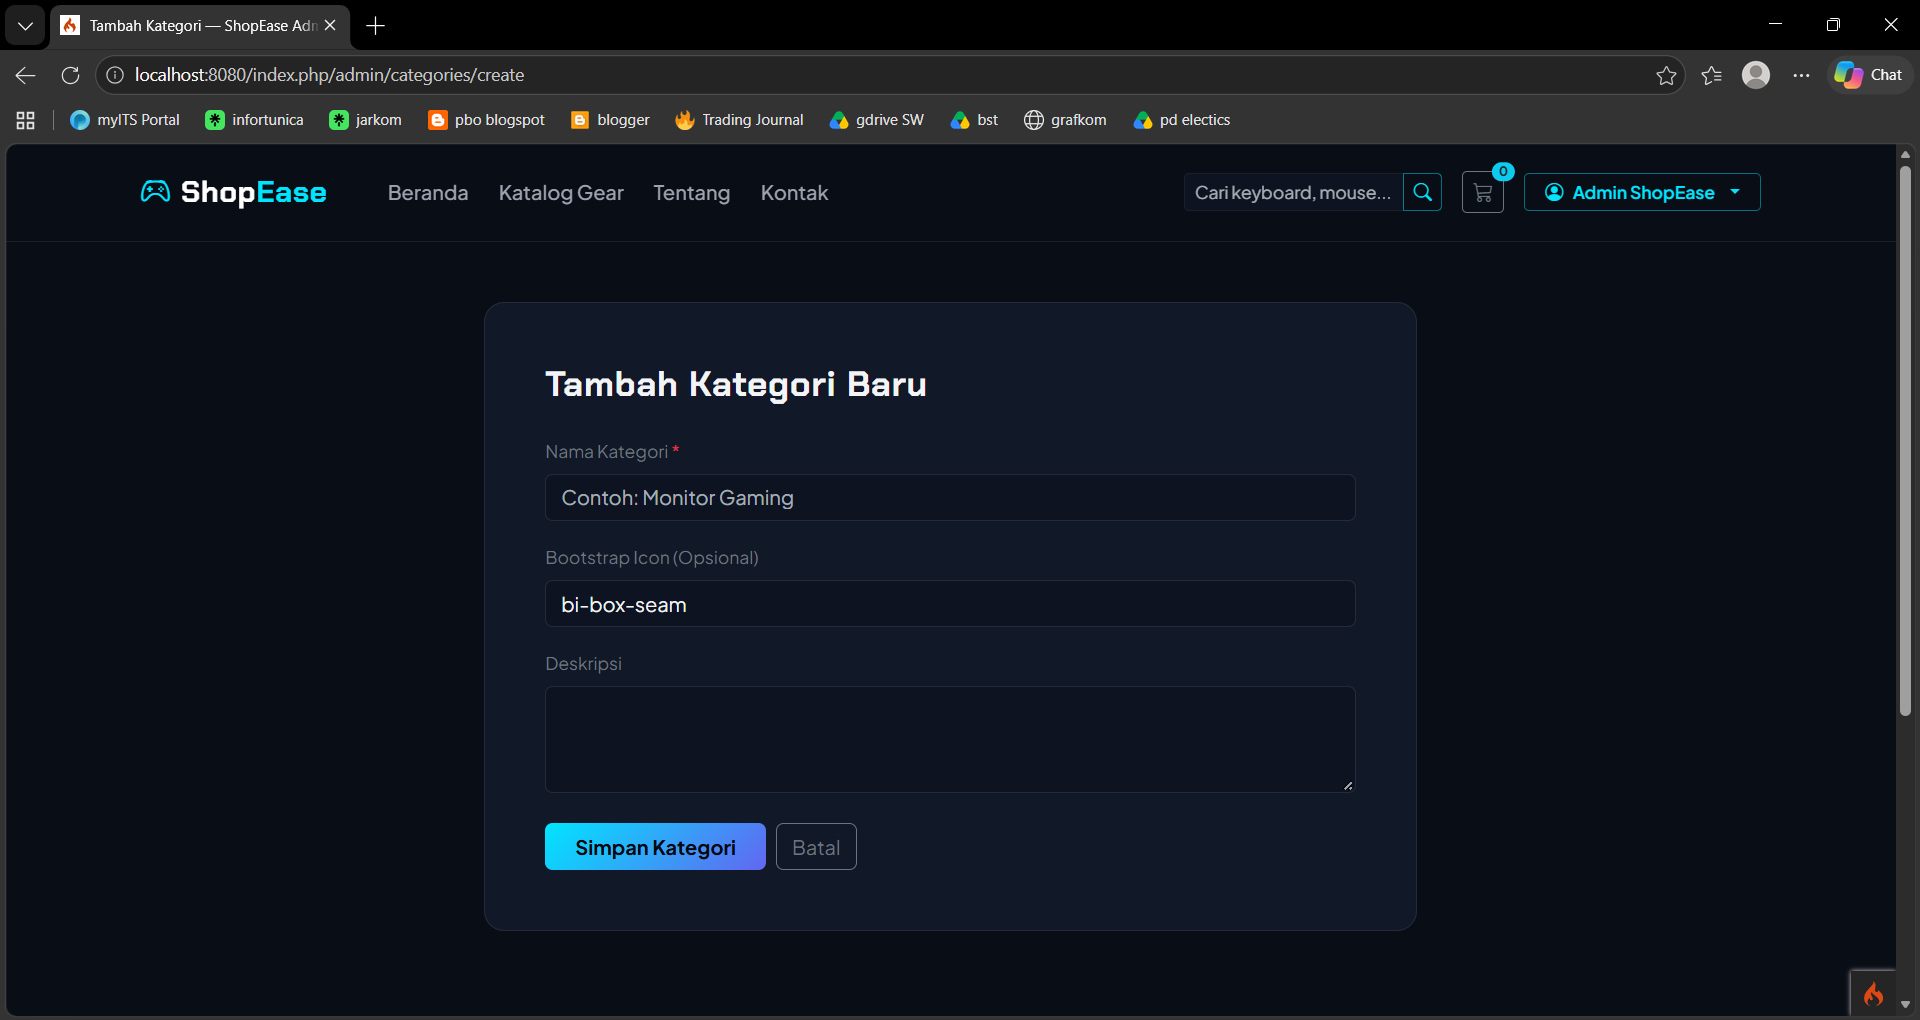 Tambah Kategori — ShopEase Adn
localhost:8080/index.php/admin/categories/create
Chat
myITS Portal
infortunica
jarkom
pbo blogspot
blogger
Trading Journal
gdrive SW
bst
grafkom
pd electics
ShopEase
Beranda
Katalog Gear
Tentang
Kontak
Cari keyboard, mouse...
0
Admin ShopEase
Tambah Kategori Baru
Nama Kategori *
Contoh: Monitor Gaming
Bootstrap Icon (Opsional)
bi-box-seam
Deskripsi
Simpan Kategori
Batal